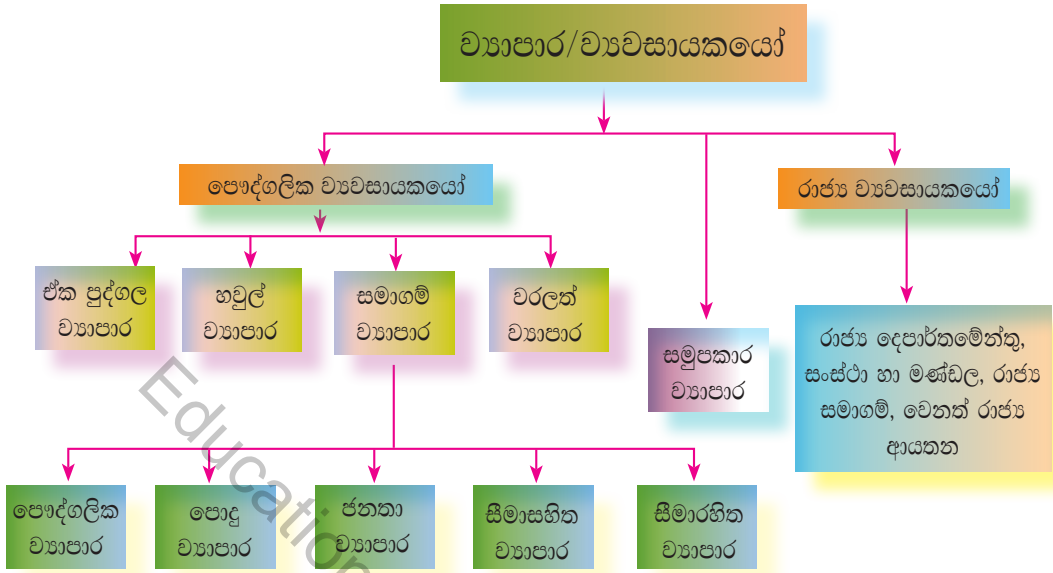 ව්‍යාපාර/ව්‍යවසායකයෝ
පෞද්ගලික ව්‍යවසායකයෝ
රාජ්‍ය ව්‍යවසායකයෝ
ඒක පුද්ගල
ව්‍යාපාර
හවුල්
ව්‍යාපාර
සමාගම්
ව්‍යාපාර
වරලත්
ව්‍යාපාර
සමුපකාර
ව්‍යාපාර
රාජ්‍ය දෙපාර්තමේන්තු,
සංස්ථා හා මණ්ඩල, රාජ්‍ය
සමාගම්, වෙනත් රාජ්‍ය
ආයතන
පෞද්ගලික
ව්‍යාපාර
පොදු
ව්‍යාපාර
ජනතා
ව්‍යාපාර
සීමාසහිත
ව්‍යාපාර
සීමාරහිත
ව්‍යාපාර
Education